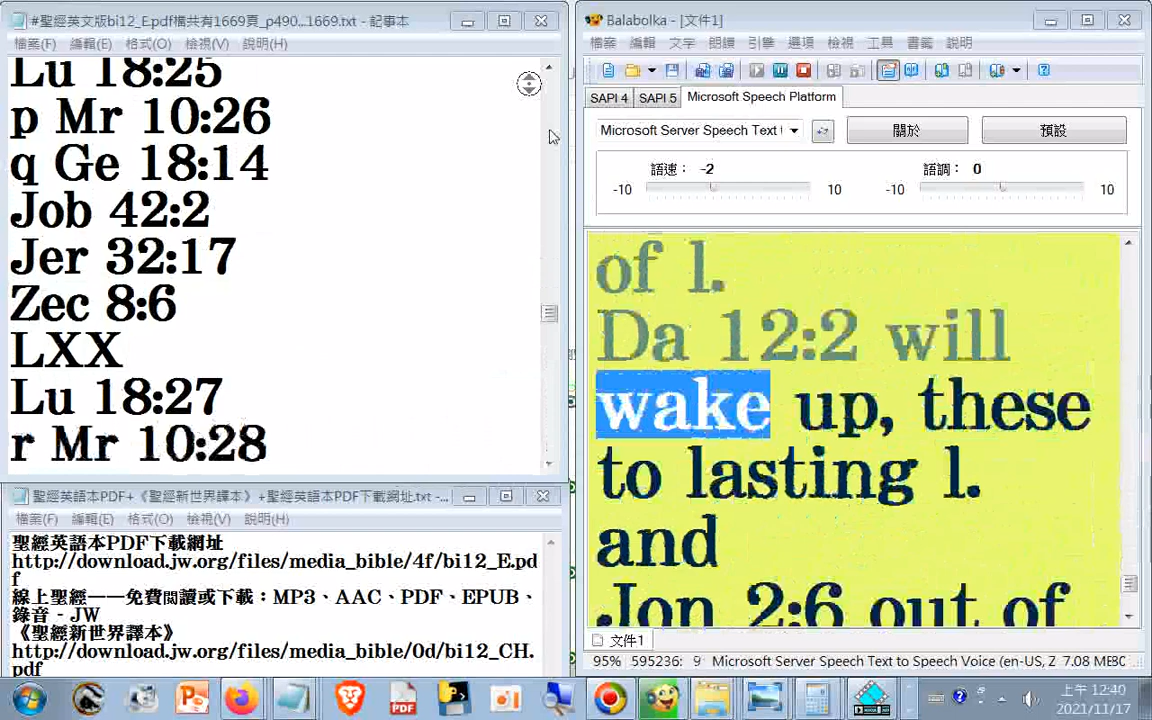 #聖經英文版bi12_E.pdf檔共有1669頁_p490...1669.txt - 記事本
檔案(F) 編輯(E) 格式(O) 檢視(V) 說明(H)
Lu 18:25
p Mr 10:26
q Ge 18:14
Job 42:2
Jer 32:17
Zec 8:6
LXX
Lu 18:27
r Mr 10:28
聖經英語本PDF+《聖經新世界譯本》+聖經英語本PDF下載網址.txt -...
檔案(F) 編輯(E) 格式(O) 檢視(V) 說明(H)
聖經英語本PDF下載網址
http://download.jw.org/files/media_bible/4f/bi12_E.pd
f
線上聖經——免費閱讀或下載：MP3、AAC、PDF、EPUB、
錄音 - JW
《聖經新世界譯本》
http://download.jw.org/files/media_bible/0d/bi12_CH.
pdf
Balabolka - [文件1]
檔案 編輯 文字 朗讀 引擎 選項 檢視 工具 書籤 說明
SAPI 4 SAPI 5 Microsoft Speech Platform
Microsoft Server Speech Text 關於 預設
語速： -2 語調： 0
-10 10 -10 10
of l.
Da 12:2 will
wake up, these
to lasting l.
and
Jon 2:6 out of
文件1
95% 595236: 9 Microsoft Server Speech Text to Speech Voice (en-US, Z 7.08 MB
上午 12:40
2021/11/17